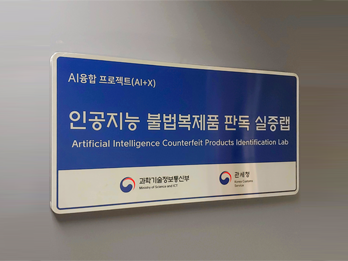 AI융합 프로젝트(AI+X)
인공지능 불법복제품 판독 실증랩
Artificial Intelligence Counterfeit Products Identification Lab
과학기술정보통신부
Ministry of Science and ICT
관세청